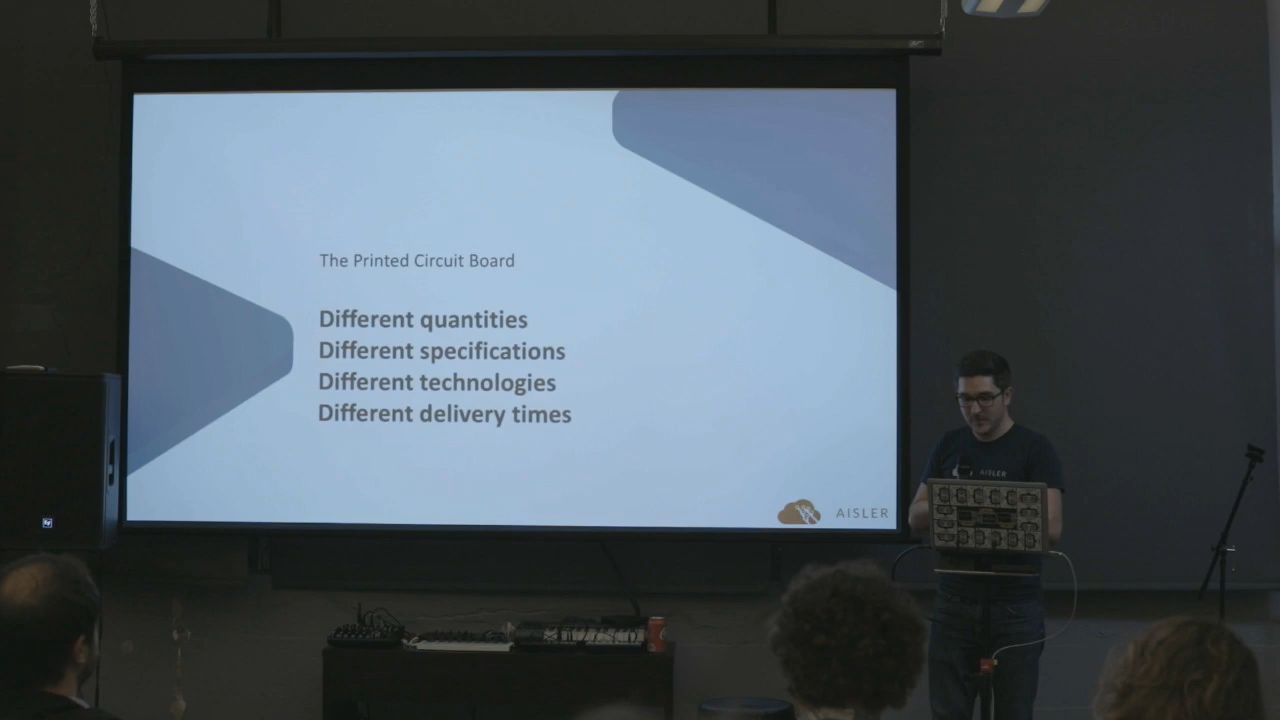 The Printed Circuit Board
Different quantities
Different specifications
Different technologies
Different delivery times
AISLER
AISLER